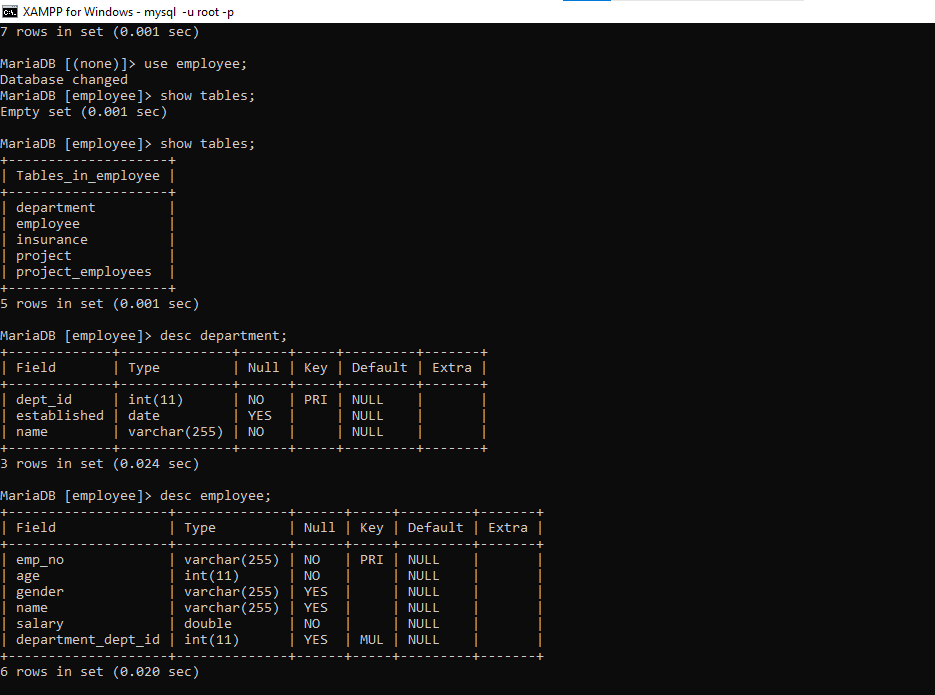 XAMPP for Windows - mysql -u root -p
7 rows in set (0.001 sec)
MariaDB [(none)]> use employee;
Database changed
MariaDB [employee]> show tables;
Empty set (0.001 sec)
MariaDB [employee]> show tables;
+--------------------+
| Tables_in_employee |
+--------------------+
| department         |
| employee           |
| insurance          |
| project            |
| project_employees  |
+--------------------+
5 rows in set (0.001 sec)
MariaDB [employee]> desc department;
+-------------+--------------+------+-----+---------+-------+
| Field       | Type         | Null | Key | Default | Extra |
+-------------+--------------+------+-----+---------+-------+
| dept_id     | int(11)      | NO   | PRI | NULL    |       |
| established | date         | YES  |     | NULL    |       |
| name        | varchar(255) | NO   |     | NULL    |       |
+-------------+--------------+------+-----+---------+-------+
3 rows in set (0.024 sec)
MariaDB [employee]> desc employee;
+--------------------+--------------+------+-----+---------+-------+
| Field              | Type         | Null | Key | Default | Extra |
+--------------------+--------------+------+-----+---------+-------+
| emp_no             | varchar(255) | NO   | PRI | NULL    |       |
| age                | int(11)      | NO   |     | NULL    |       |
| gender             | varchar(255) | YES  |     | NULL    |       |
| name               | varchar(255) | YES  |     | NULL    |       |
| salary             | double       | NO   |     | NULL    |       |
| department_dept_id | int(11)      | YES  | MUL | NULL    |       |
+--------------------+--------------+------+-----+---------+-------+
6 rows in set (0.020 sec)